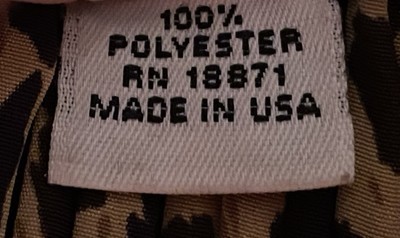 100%
POLYESTER
RN 18871
MADE IN USA